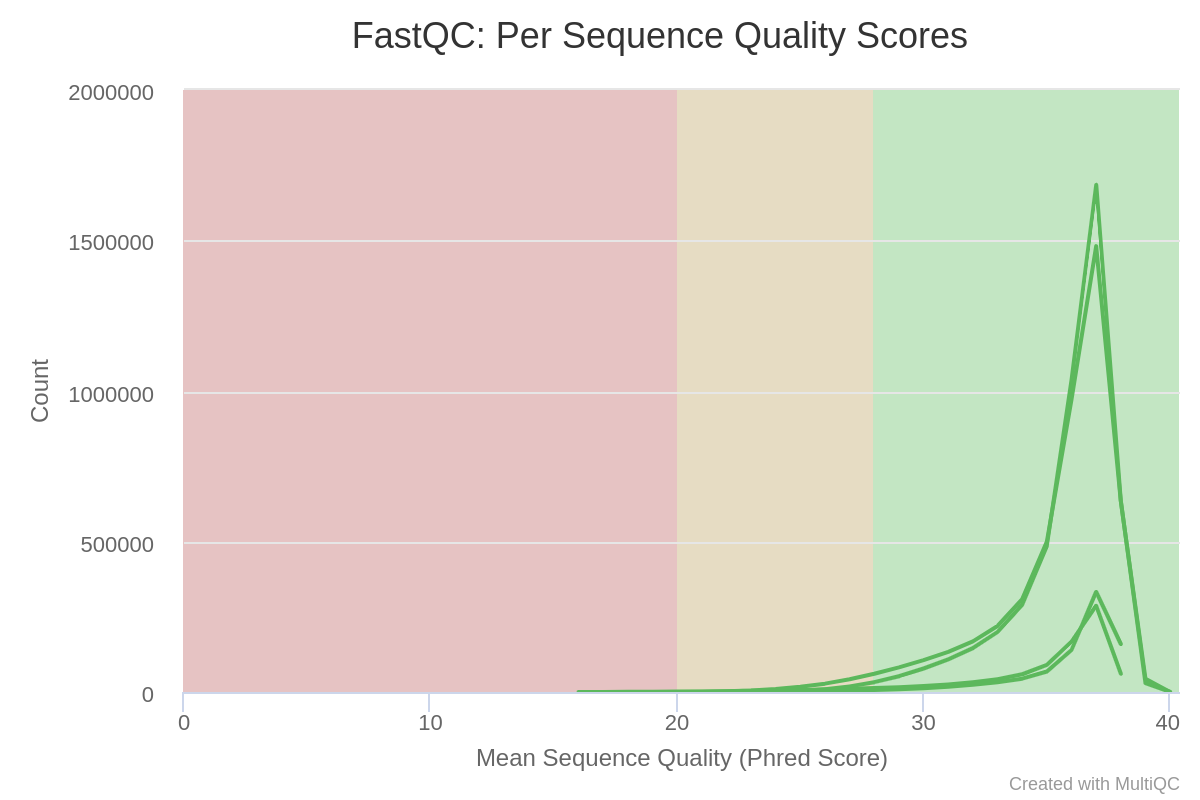 FastQC: Per Sequence Quality Scores
2000000
1500000
1000000
500000
0
Count
0 10 20 30 40
Mean Sequence Quality (Phred Score)
Created with MultiQC